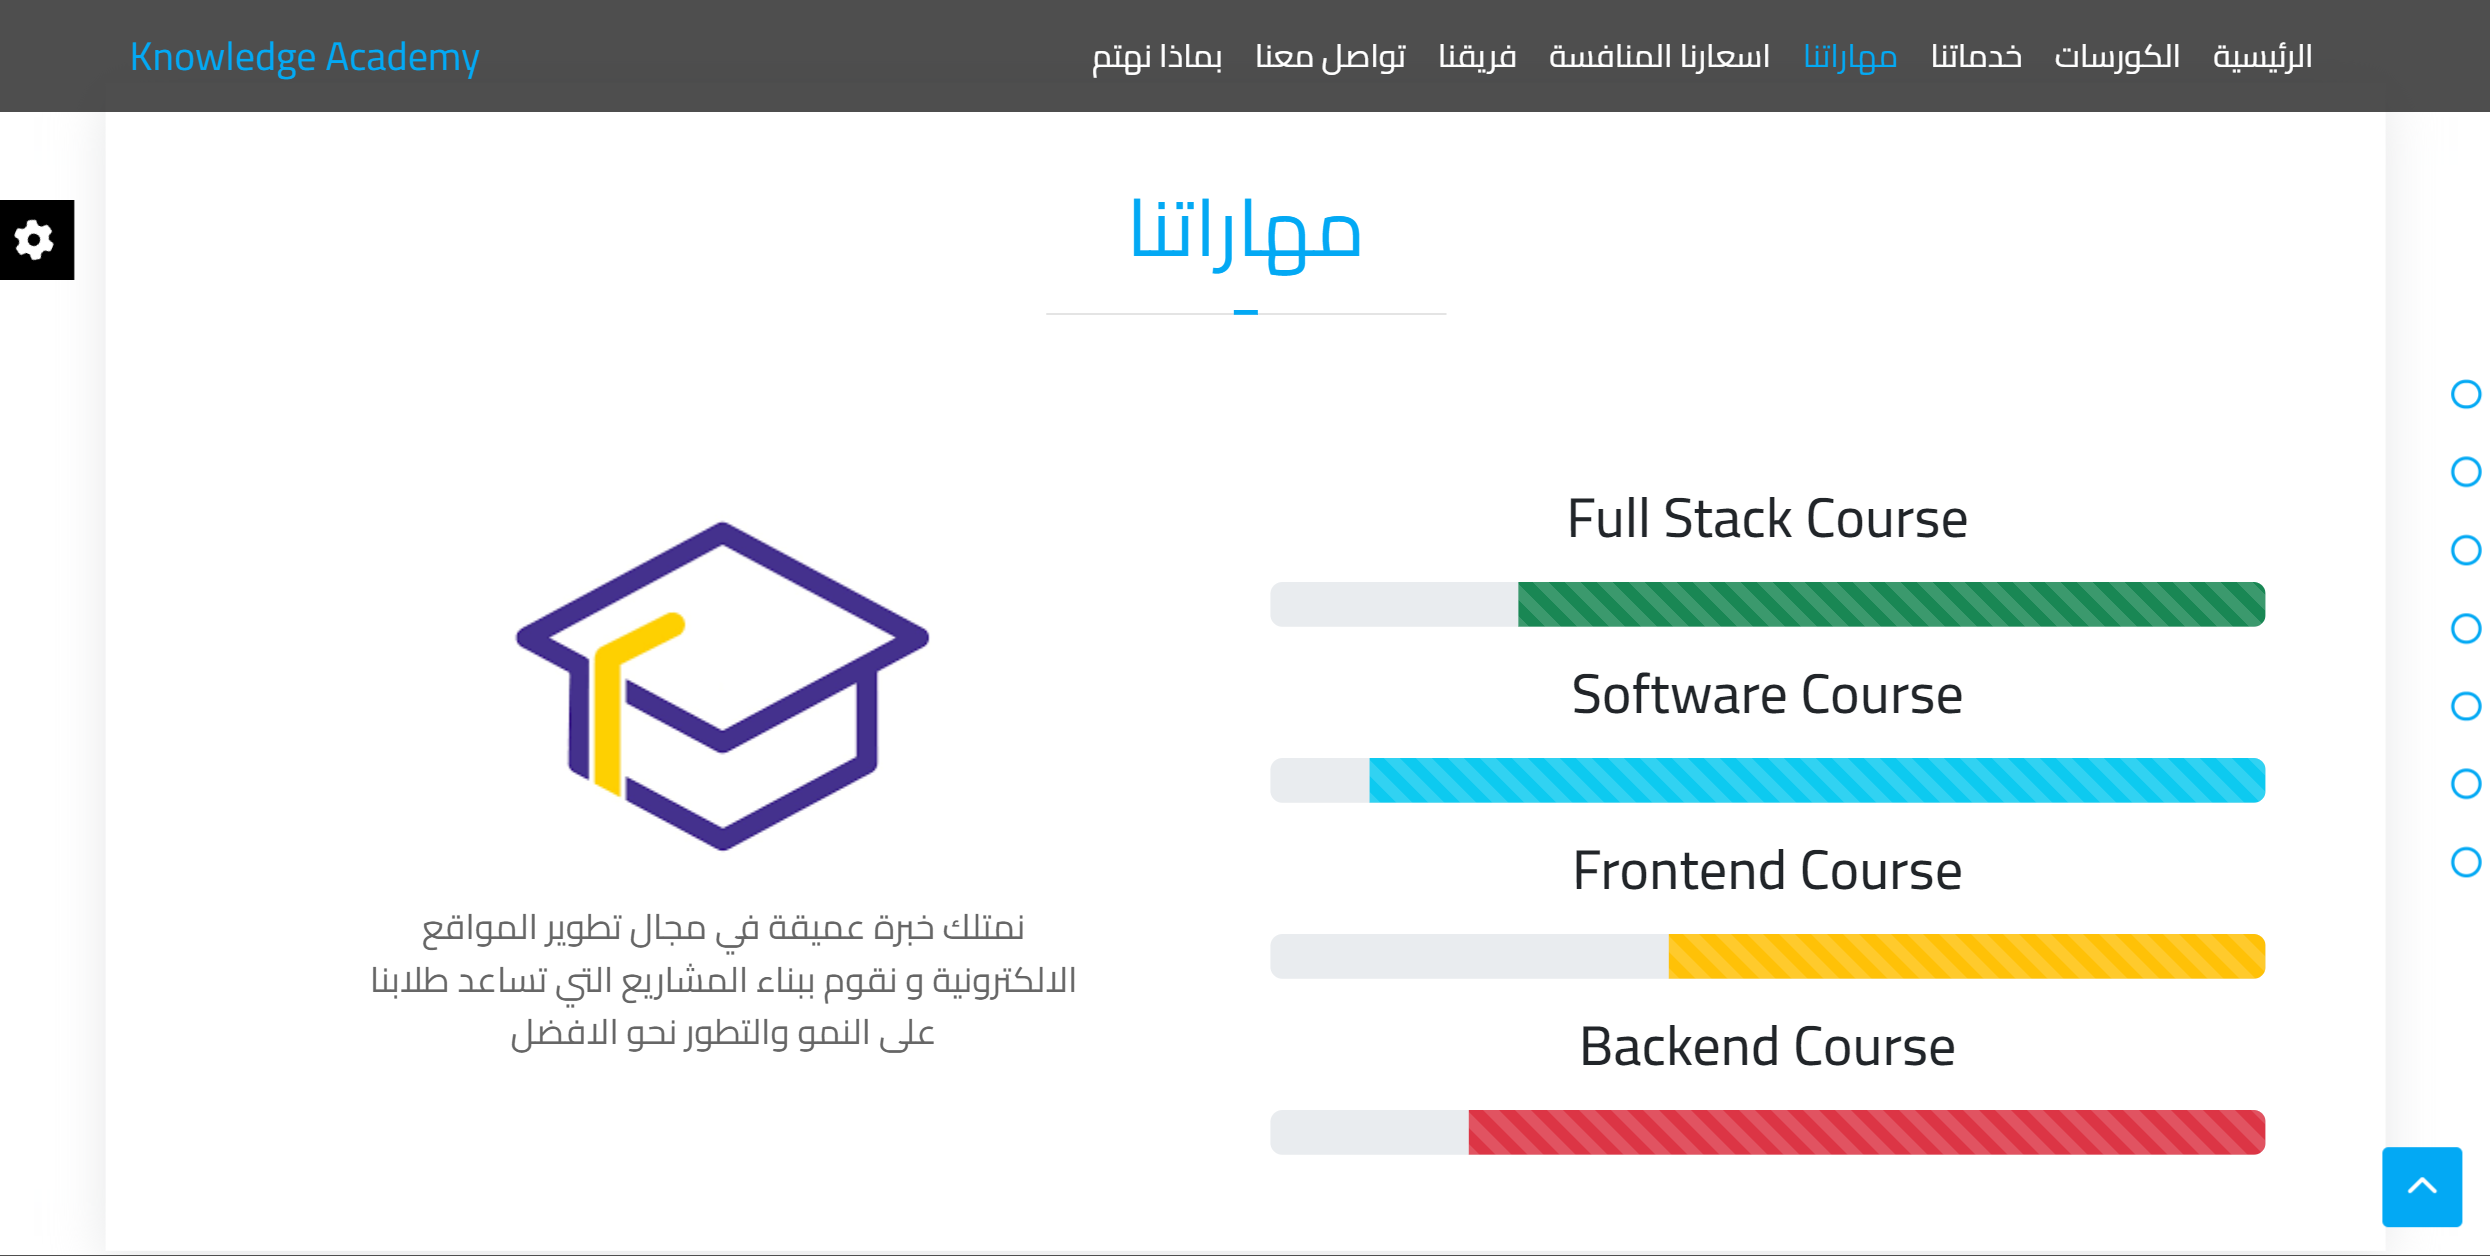 Knowledge Academy
الرئيسية الكورسات خدماتنا مهاراتنا اسعارنا المنافسة فريقنا تواصل معنا بماذا نهتم
مهاراتنا
Full Stack Course
Software Course
Frontend Course
Backend Course
نمتلك خبرة عميقة في مجال تطوير المواقع
الالكترونية و نقوم ببناء المشاريع التي تساعد طلابنا
على النمو والتطور نحو الافضل